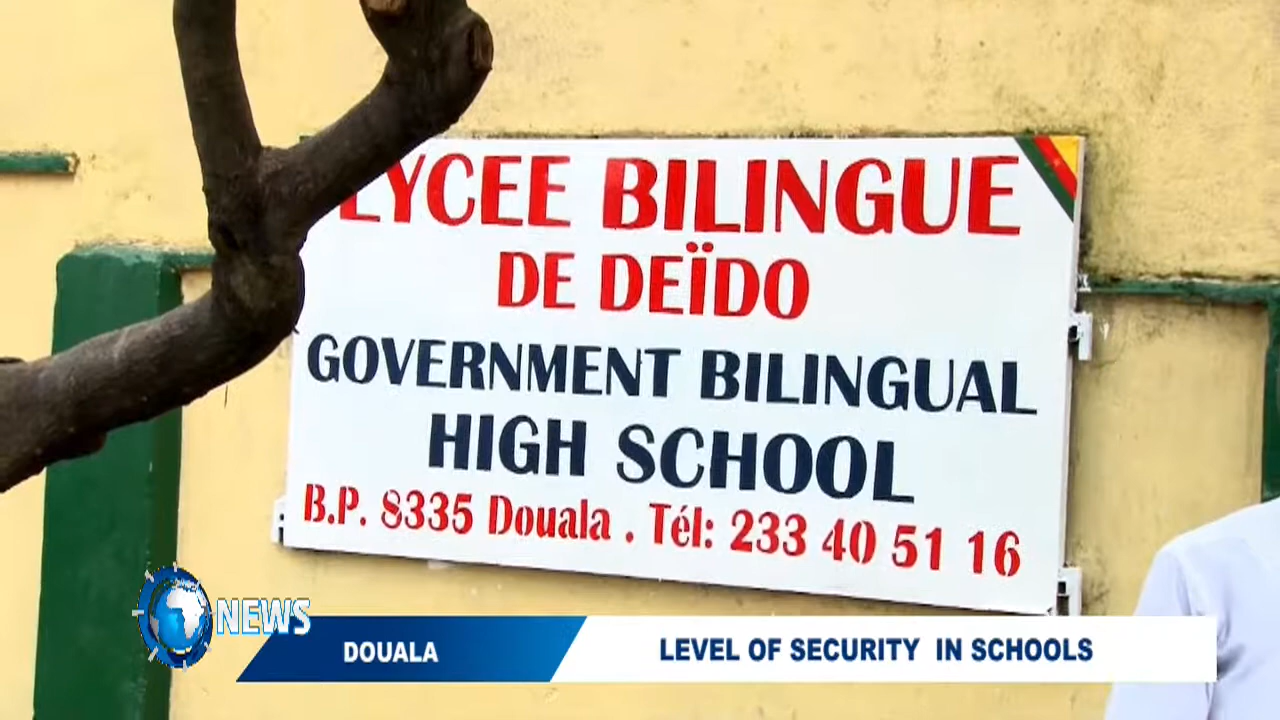 LYCEE BILINGUE
DE DEÏDO
GOVERNMENT BILINGUAL
HIGH SCHOOL
B.P. 8335 Douala . Tél: 233 40 51 16
NEWS
DOUALA
LEVEL OF SECURITY IN SCHOOLS